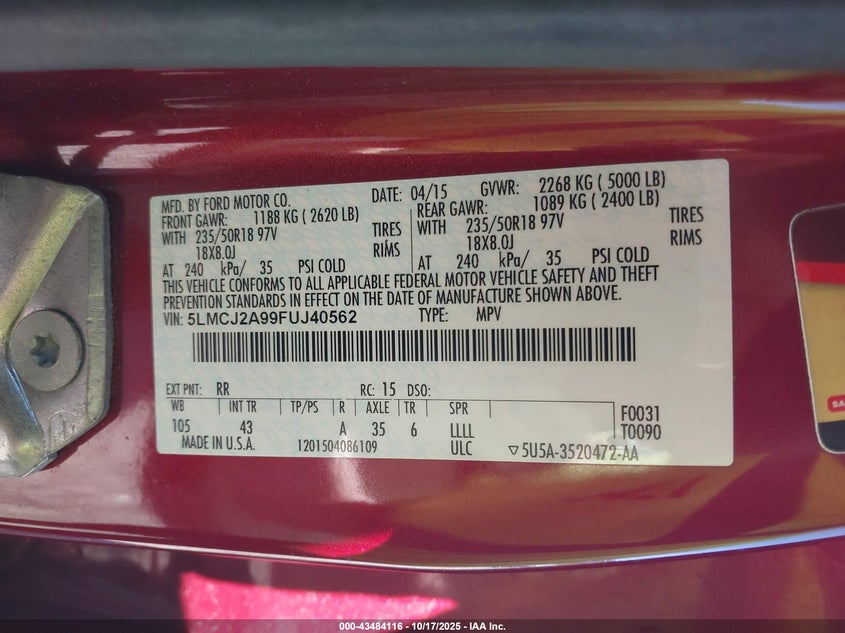 MFD. BY FORD MOTOR CO. DATE: 04/15 GVWR: 2268 KG ( 5000 LB)
FRONT GAWR: 1188 KG ( 2620 LB) REAR GAWR: 1089 KG ( 2400 LB)
WITH 235/50R18 97V TIRES WITH 235/50R18 97V TIRES
18X8.0J RIMS 18X8.0J RIMS
AT 240 kPa/ 35 PSI COLD AT 240 kPa/ 35 PSI COLD
THIS VEHICLE CONFORMS TO ALL APPLICABLE FEDERAL MOTOR VEHICLE SAFETY AND THEFT
PREVENTION STANDARDS IN EFFECT ON THE DATE OF MANUFACTURE SHOWN ABOVE.
VIN: 5LMCJ2A99FUJ40562 TYPE: MPV
EXT PNT: RR RC: 15 DSO:
WB INT TR TP/PS R AXLE TR SPR F0031
105 43 A 35 6 LLLL T0090
MADE IN U.S.A. 1201504086109 ULC ▽5U5A-3520472-AA
SA
000-43484116 - 10/17/2025 - IAA Inc.